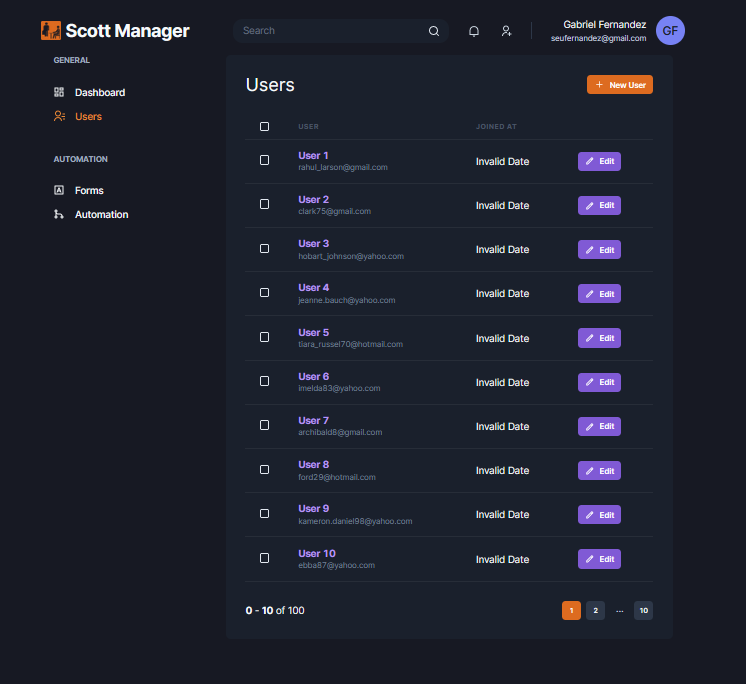 Scott Manager
Search
Gabriel Fernandez
seufernandez@gmail.com
GF
GENERAL
Dashboard
Users
AUTOMATION
Forms
Automation
Users
+ New User
USER JOINED AT
User 1
rahul_larson@gmail.com
Invalid Date
Edit
User 2
clark75@gmail.com
Invalid Date
Edit
User 3
hobart_johnson@yahoo.com
Invalid Date
Edit
User 4
jeanne.bauch@yahoo.com
Invalid Date
Edit
User 5
tiara_russel70@hotmail.com
Invalid Date
Edit
User 6
imelda83@yahoo.com
Invalid Date
Edit
User 7
archibald8@gmail.com
Invalid Date
Edit
User 8
ford29@hotmail.com
Invalid Date
Edit
User 9
kameron.daniel98@yahoo.com
Invalid Date
Edit
User 10
ebba87@yahoo.com
Invalid Date
Edit
0 - 10 of 100
1 2 ... 10